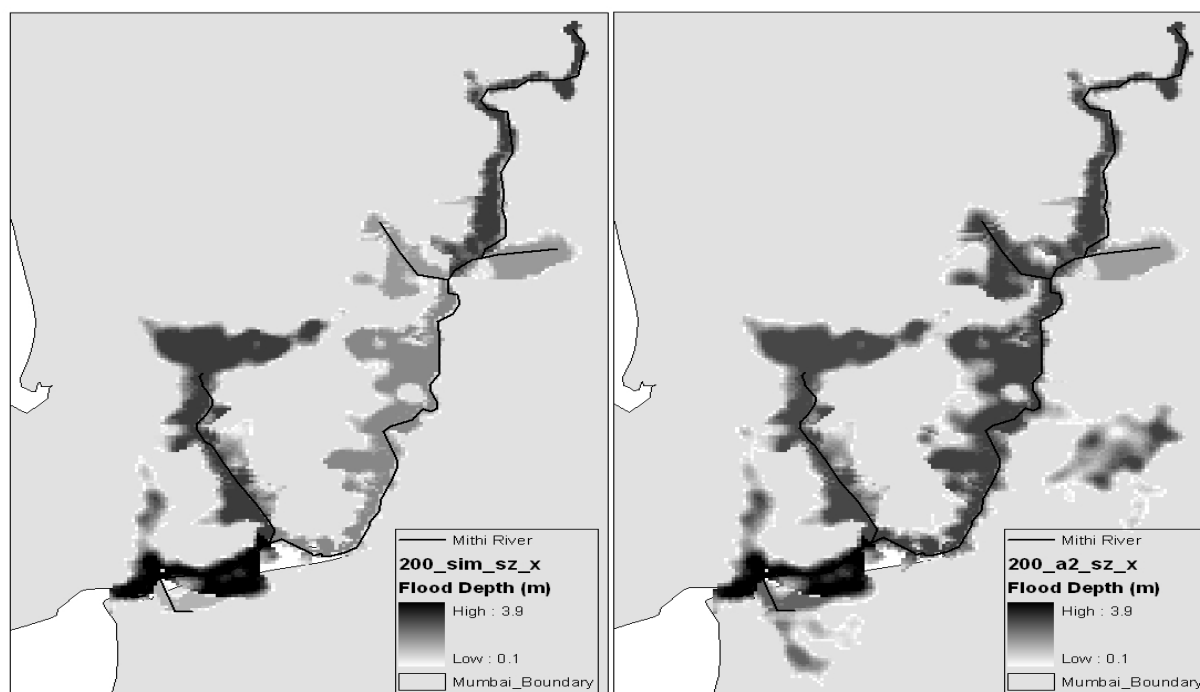 Mithi River
200_sim_sz_x
Flood Depth (m)
High : 3.9
Low : 0.1
Mumbai_Boundary
Mithi River
200_a2_sz_x
Flood Depth (m)
High : 3.9
Low : 0.1
Mumbai_Boundary